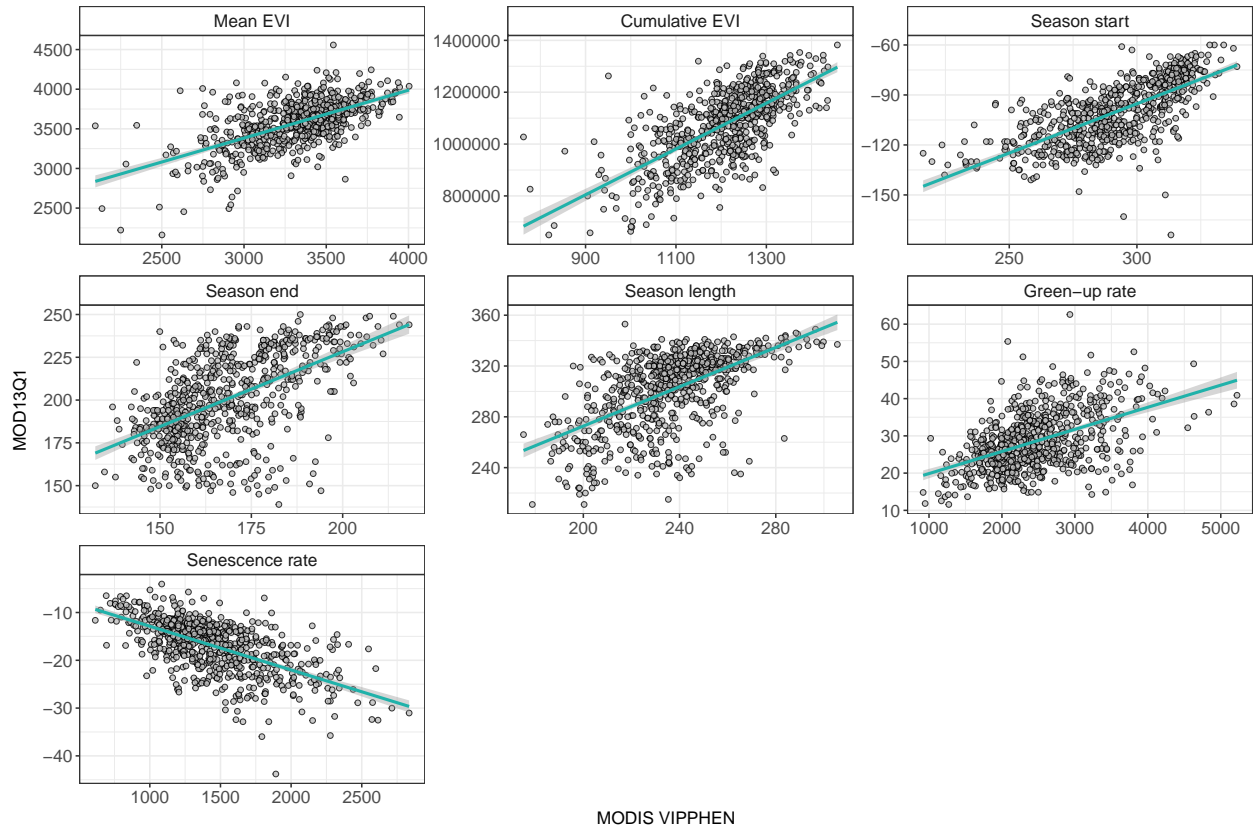 Mean EVI
Cumulative EVI
Season start
4500
4000
3500
3000
2500
2500 3000 3500 4000
1400000
1200000
1000000
800000
900 1100 1300
−60
−90
−120
−150
250 300
Season end
Season length
Green−up rate
250
225
200
175
150
150 175 200
360
320
280
240
200 240 280
60
50
40
30
20
10
1000 2000 3000 4000 5000
Senescence rate
−10
−20
−30
−40
1000 1500 2000 2500
MOD13Q1
MODIS VIPPHEN